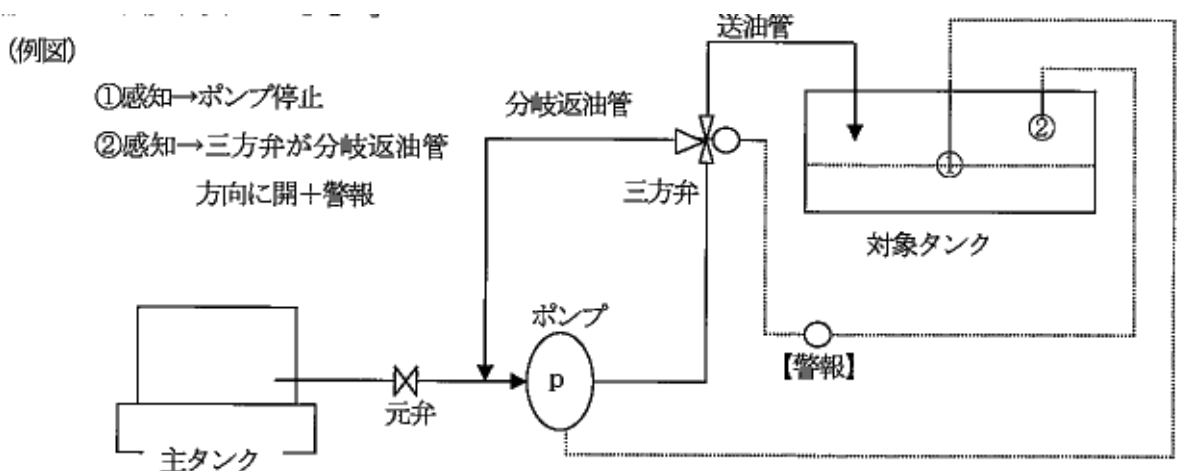 (例図)
送油管
①感知→ポンプ停止
分岐返油管
②感知→三方弁が分岐返油管
方向に開+警報
②
①
三方弁
対象タンク
ポンプ
【警報】
p
元弁
主タンク